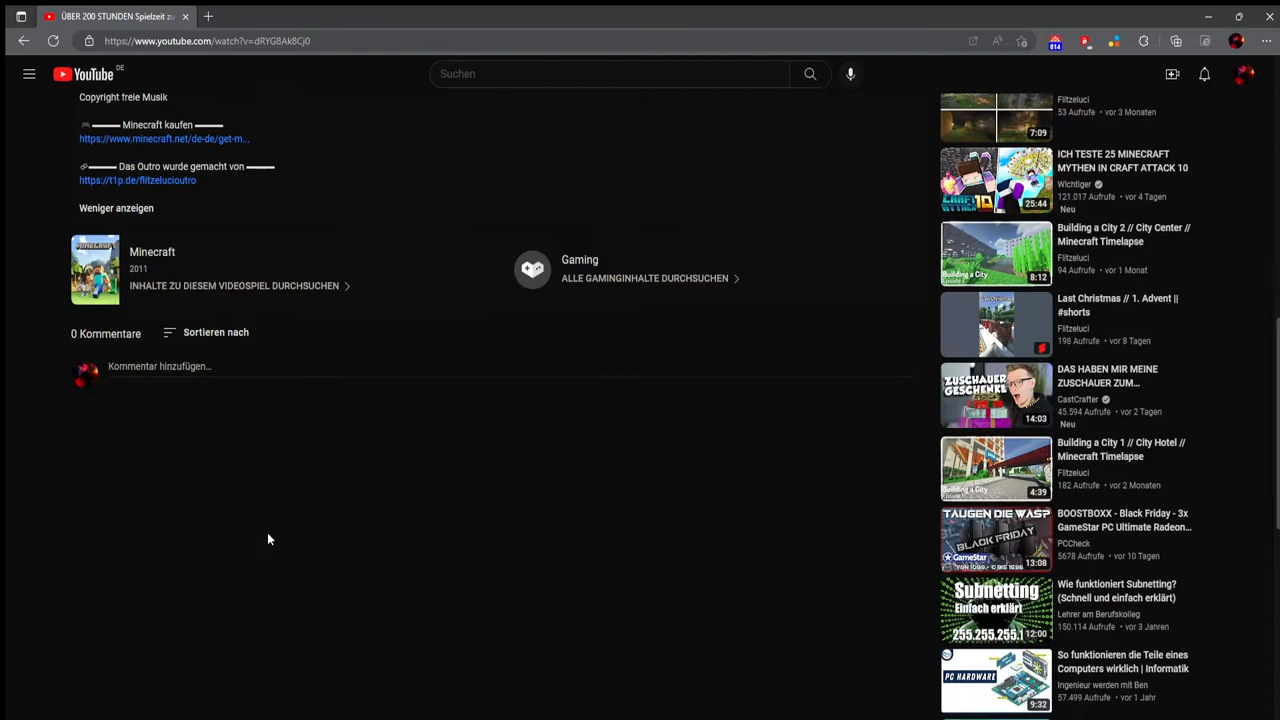 ÜBER 200 STUNDEN Spielzeit zu
https://www.youtube.com/watch?v=dRYG8Ak8Cj0
814
YouTube DE
Suchen
Copyright freie Musik
Minecraft kaufen
https://www.minecraft.net/de-de/get-m...
Das Outro wurde gemacht von
https://t1p.de/flitzelucioutro
Weniger anzeigen
MINECRAFT
Minecraft
2011
INHALTE ZU DIESEM VIDEOSPIEL DURCHSUCHEN
Gaming
ALLE GAMINGINHALTE DURCHSUCHEN
0 Kommentare
Sortieren nach
Kommentar hinzufügen...
7:09
Flitzeluci
53 Aufrufe • vor 3 Monaten
25:44
ICH TESTE 25 MINECRAFT
MYTHEN IN CRAFT ATTACK 10
Wichtiger
121.017 Aufrufe • vor 4 Tagen
Neu
Building a City
8:12
Building a City 2 // City Center //
Minecraft Timelapse
Flitzeluci
94 Aufrufe • vor 1 Monat
Last Christmas // 1. Advent ||
#shorts
Flitzeluci
198 Aufrufe • vor 8 Tagen
ZUSCHAUER
GESCHENKE
14:03
DAS HABEN MIR MEINE
ZUSCHAUER ZUM...
CastCrafter
45.594 Aufrufe • vor 2 Tagen
Neu
Building a City
4:39
Building a City 1 // City Hotel //
Minecraft Timelapse
Flitzeluci
182 Aufrufe • vor 2 Monaten
TAUGEN DIE WAS?
BLACK FRIDAY
GameStar
13:08
BOOSTBOXX - Black Friday - 3x
GameStar PC Ultimate Radeon...
PCCheck
5678 Aufrufe • vor 10 Tagen
Subnetting
Einfach erklärt
255.255.255.1
12:00
Wie funktioniert Subnetting?
(Schnell und einfach erklärt)
Lehrer am Berufskolleg
150.114 Aufrufe • vor 3 Jahren
PC HARDWARE
9:32
So funktionieren die Teile eines
Computers wirklich | Informatik
Ingenieur werden mit Ben
57.499 Aufrufe • vor 1 Jahr